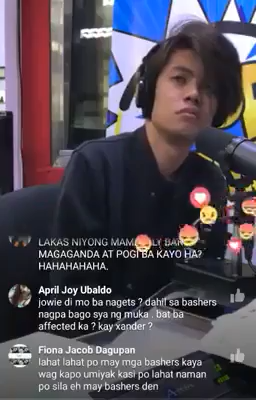 LAKAS NIYONG
MAGAGANDA AT POGI BA KAYO HA?
HAHAHAHAHA.
April Joy Ubaldo
jowie di mo ba nagets ? dahil sa bashers
nagpa bago sya ng muka . bat ba
affected ka ? kay xander ?
Fiona Jacob Dagupan
lahat lahat po may mga bashers kaya
wag kapo umiyak kasi po lahat naman
po sila eh may bashers den